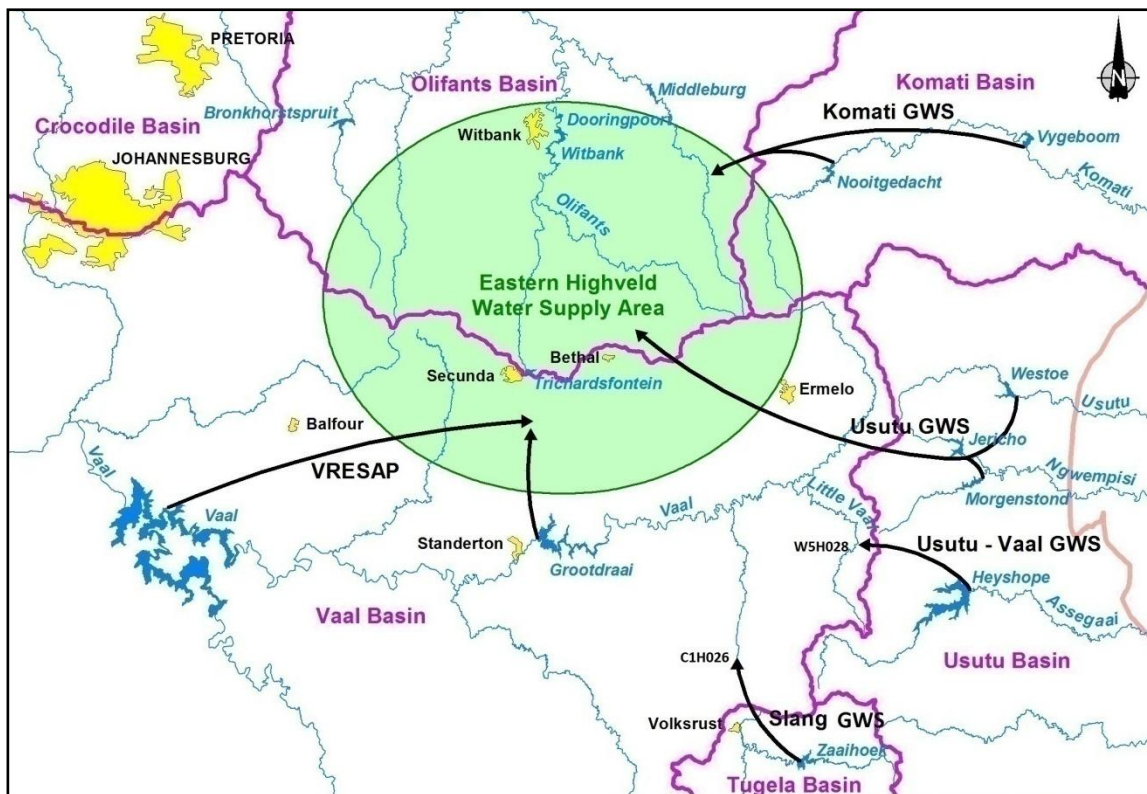 PRETORIA
Olifants Basin
Middleburg
Komati Basin
N
Bronkhorstspruit
Dooringpoort
Komati GWS
Crocodile Basin
Witbank
Vygeboom
JOHANNESBURG
Witbank
Nooitgedacht
Komati
Olifants
Eastern Highveld
Water Supply Area
Bethal
Secunda
Trichardsfontein
Ermelo
Westoe
Usutu
Balfour
Usutu GWS
Jericho
VRESAP
Ngwempisi
Morgenstond
Vaal
Vaal
Vaal
Little Vaal
Standerton
Grootdraai
W5H028
Usutu - Vaal GWS
Heyshope
Assegaai
Vaal Basin
C1H026
Usutu Basin
Volksrust
Slang GWS
Zaaihoek
Tugela Basin